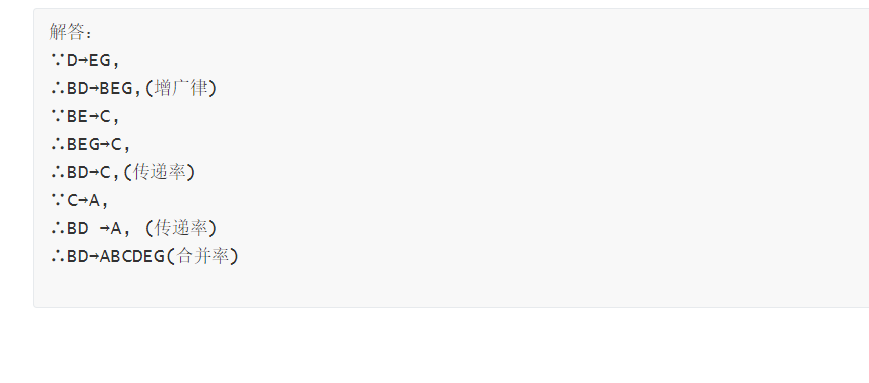 解答:
∵D→EG,
∴BD→BEG,(增广律)
∵BE→C,
∴BEG→C,
∴BD→C,(传递率)
∵C→A,
∴BD →A, (传递率)
∴BD→ABCDEG(合并率)